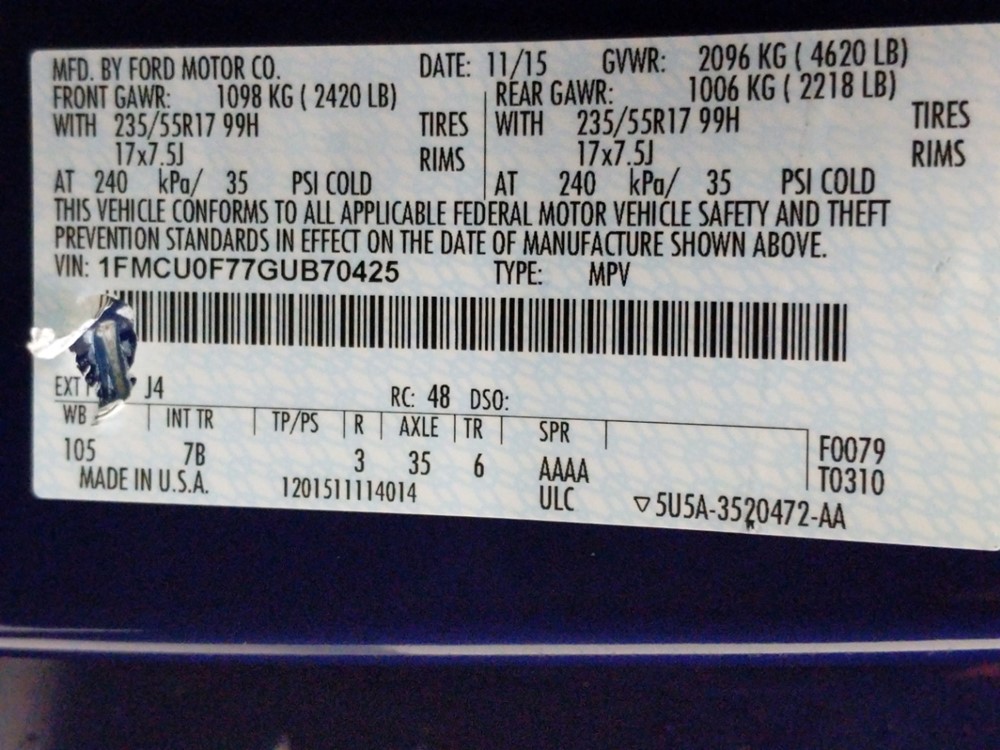 MFD. BY FORD MOTOR CO. DATE: 11/15 GVWR: 2096 KG ( 4620 LB)
FRONT GAWR: 1098 KG ( 2420 LB) REAR GAWR: 1006 KG ( 2218 LB)
WITH 235/55R17 99H TIRES WITH 235/55R17 99H TIRES
17x7.5J RIMS 17x7.5J RIMS
AT 240 kPa/ 35 PSI COLD AT 240 kPa/ 35 PSI COLD
THIS VEHICLE CONFORMS TO ALL APPLICABLE FEDERAL MOTOR VEHICLE SAFETY AND THEFT
PREVENTION STANDARDS IN EFFECT ON THE DATE OF MANUFACTURE SHOWN ABOVE.
VIN: 1FMCU0F77GUB70425 TYPE: MPV
EXT J4 RC: 48 DSO:
WB INT TR TP/PS R AXLE TR SPR
105 7B 3 35 6 AAAA F0079
MADE IN U.S.A. 1201511114014 ULC T0310
▽5U5A-3520472-AA